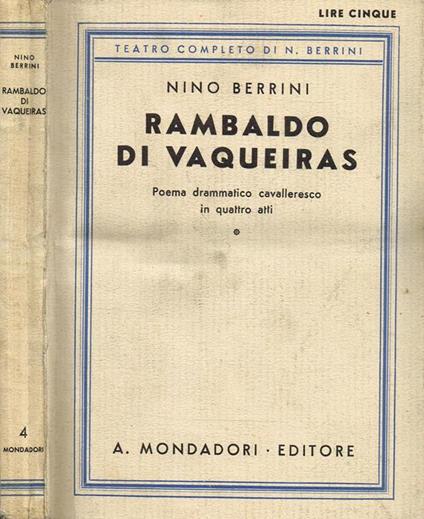 NINO
BERRINI
RAMBALDO
DI
VAQUEIRAS
4
MONDADORI
LIRE CINQUE
TEATRO COMPLETO DI N. BERRINI
NINO BERRINI
RAMBALDO
DI VAQUEIRAS
Poema drammatico cavalleresco
in quattro atti
A. MONDADORI · EDITORE